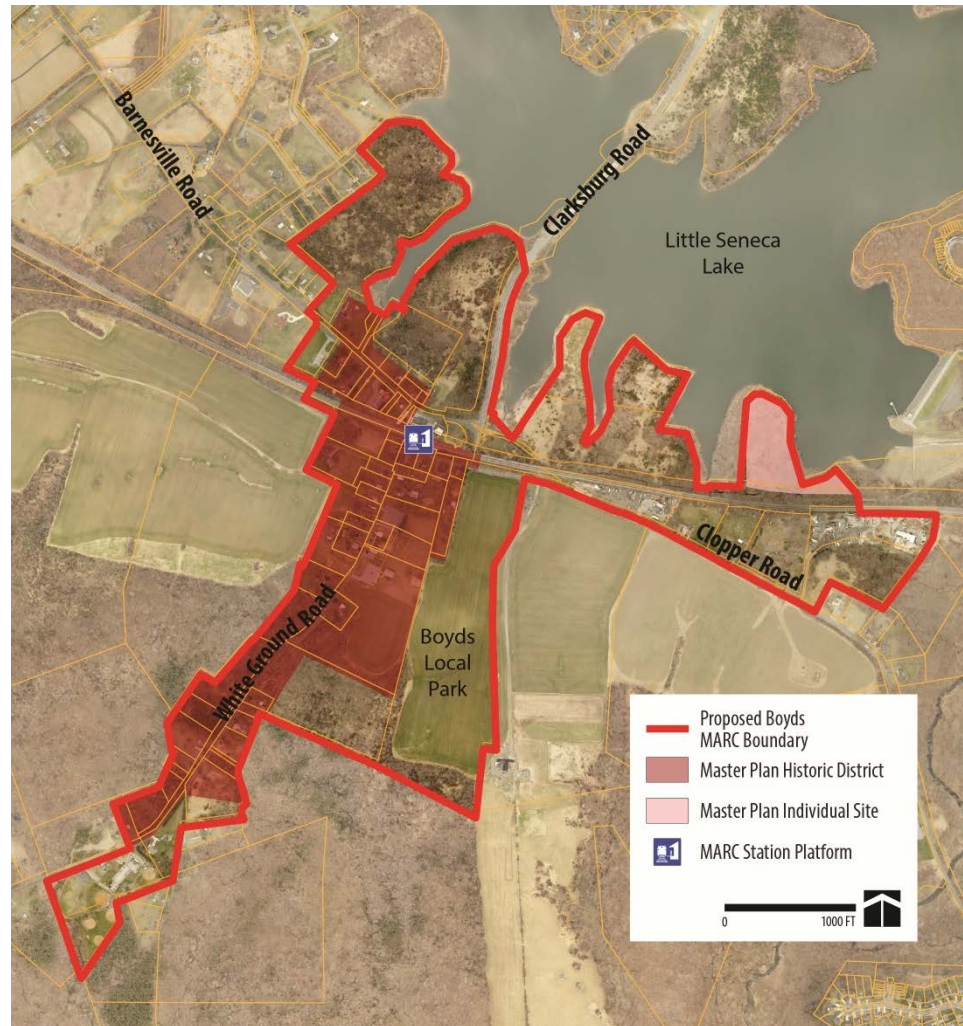 Barnesville Road
Clarksburg Road
Little Seneca
Lake
Clopper Road
Boyds
Local
Park
White Ground Road
Proposed Boyds
MARC Boundary
Master Plan Historic District
Master Plan Individual Site
MARC Station Platform
0
1000 FT